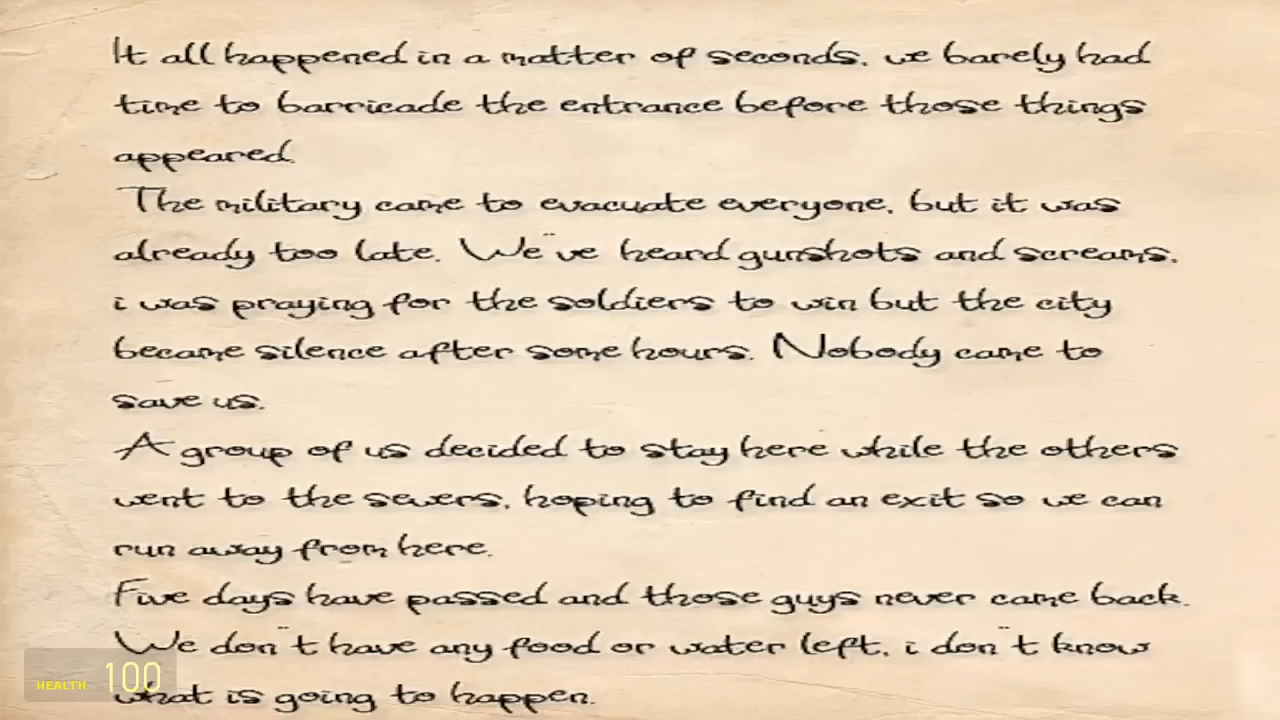 It all happened in a matter of seconds, we barely had
time to barricade the entrance before those things
appeared.
The military came to evacuate everyone, but it was
already too late. We¨ve heard gunshots and screams,
i was praying for the soldiers to win but the city
became silence after some hours. Nobody came to
save us.
A group of us decided to stay here while the others
went to the sewers, hoping to find an exit so we can
run away from here.
Five days have passed and those guys never came back.
We don¨t have any food or water left, i don¨t know
what is going to happen.
HEALTH 100